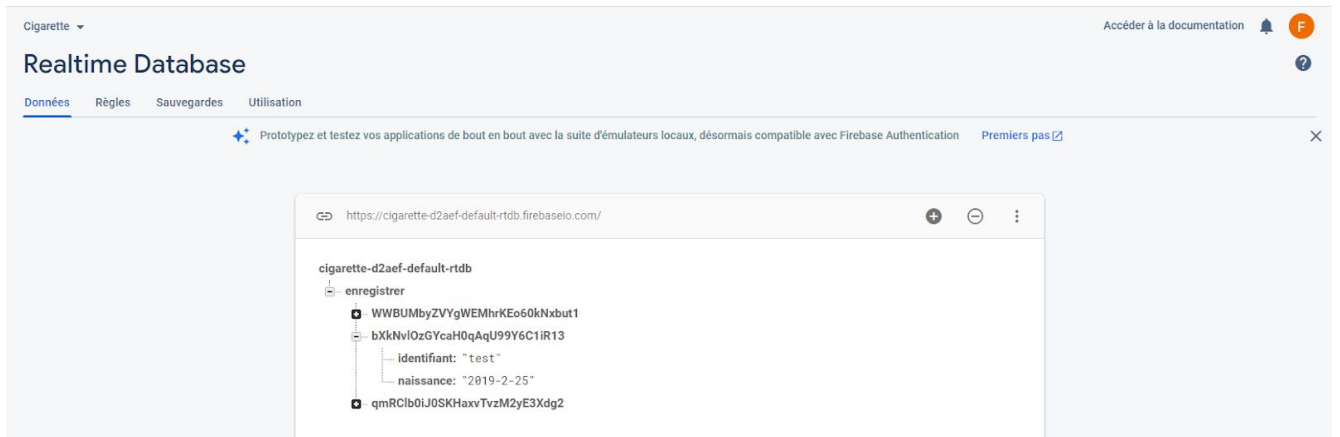 Cigarette
Accéder à la documentation
F
Realtime Database
?
Données Règles Sauvegardes Utilisation
Prototypez et testez vos applications de bout en bout avec la suite d'émulateurs locaux, désormais compatible avec Firebase Authentication Premiers pas
https://cigarette-d2aef-default-rtdb.firebaseio.com/
cigarette-d2aef-default-rtdb
enregistrer
WWBUMbyZVYgWEMhrKEo60kNxbut1
bXkNvlOzGYcaH0qAqU99Y6C1iR13
identifiant: "test"
naissance: "2019-2-25"
qmRClb0iJ0SKHaxvTvzM2yE3Xdg2